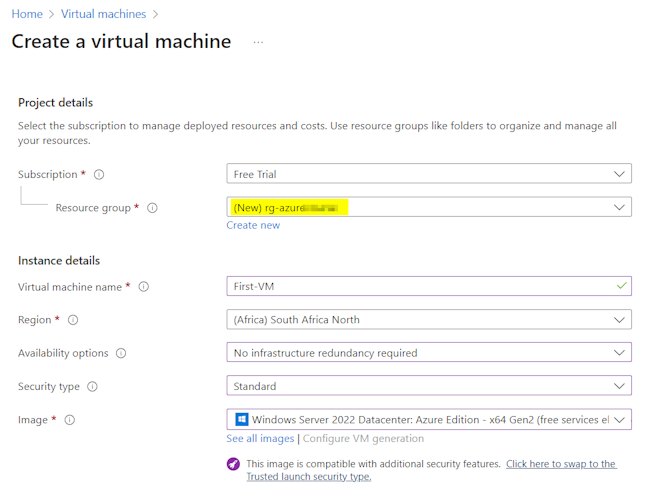 Home > Virtual machines >
Create a virtual machine ...
Project details
Select the subscription to manage deployed resources and costs. Use resource groups like folders to organize and manage all
your resources.
Subscription *
Free Trial
Resource group *
(New) rg-azure
Create new
Instance details
Virtual machine name *
First-VM
Region *
(Africa) South Africa North
Availability options
No infrastructure redundancy required
Security type
Standard
Image *
Windows Server 2022 Datacenter: Azure Edition - x64 Gen2 (free services el
See all images | Configure VM generation
This image is compatible with additional security features. Click here to swap to the
Trusted launch security type.